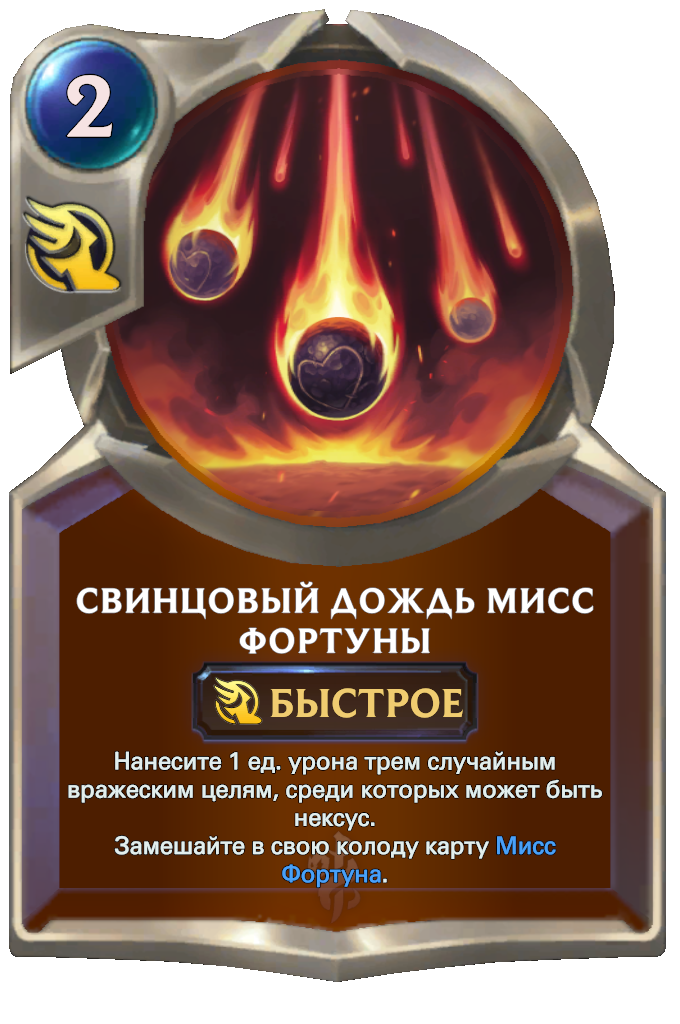 2
СВИНЦОВЫЙ ДОЖДЬ МИСС
ФОРТУНЫ
БЫСТРОЕ
Нанесите 1 ед. урона трем случайным
вражеским целям, среди которых может быть
нексус.
Замешайте в свою колоду карту Мисс
Фортуна.